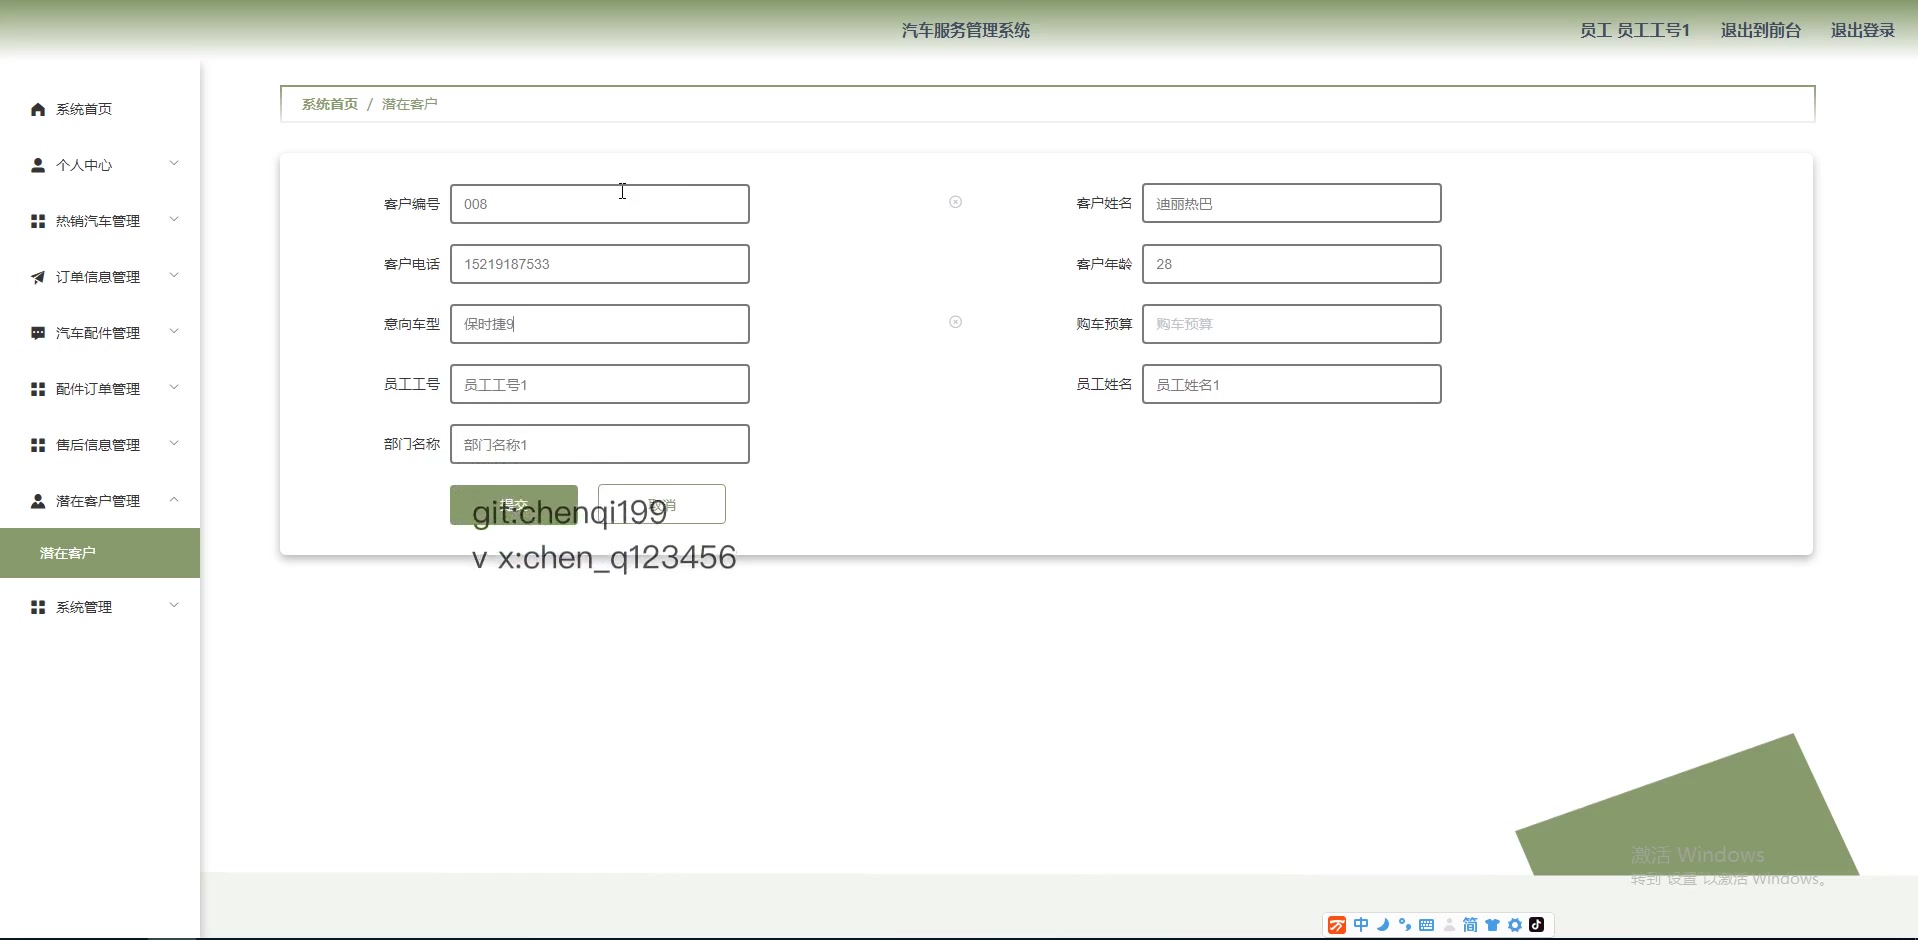 汽车服务管理系统
员工 员工工号1 退出到前台 退出登录
系统首页
个人中心
热销汽车管理
订单信息管理
汽车配件管理
配件订单管理
售后信息管理
潜在客户管理
潜在客户
系统管理
系统首页 / 潜在客户
客户编号 008
客户姓名 迪丽热巴
客户电话 15219187533
客户年龄 28
意向车型 保时捷9
购车预算 购车预算
员工工号 员工工号1
员工姓名 员工姓名1
部门名称 部门名称1
提交 取消
git:chenqi199
v x:chen_q123456
激活 Windows
转到"设置"以激活 Windows。
中 简